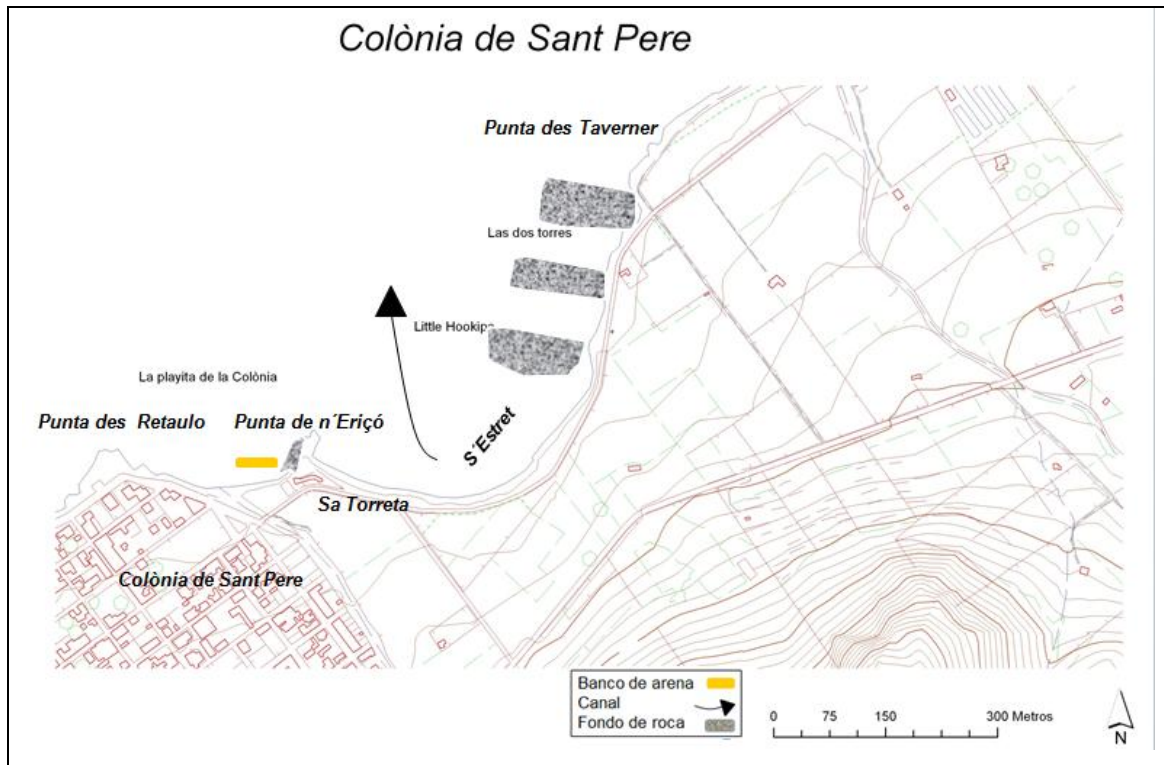 Colònia de Sant Pere
Punta des Taverner
Las dos torres
Little Hookipa
La playita de la Colònia
Punta des Retaulo
Punta de n´Eriçó
S´Estret
Sa Torreta
Colònia de Sant Pere
Banco de arena
Canal
Fondo de roca
0 75 150 300 Metros
N